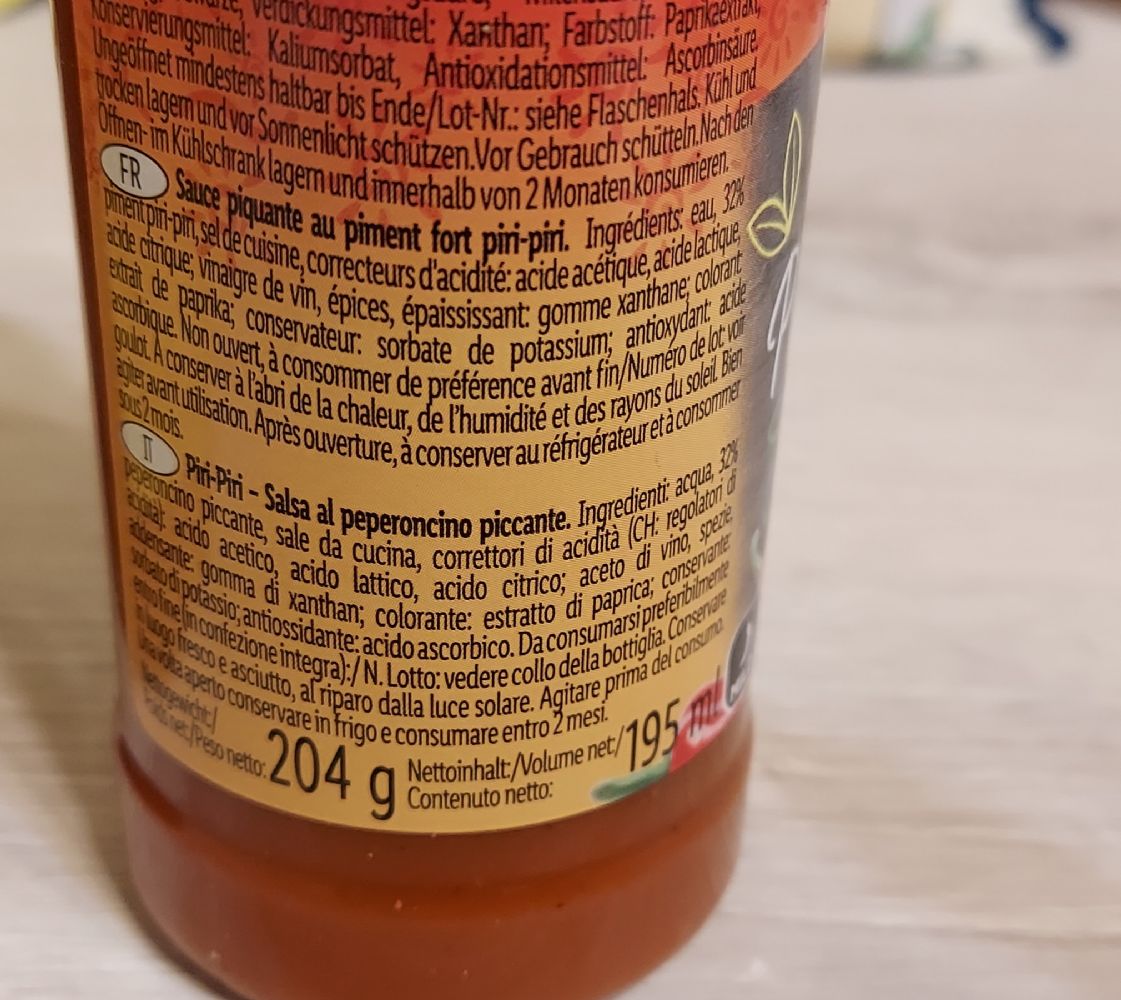 Verdickungsmittel: Xanthan; Farbstoff: Paprikaextrakt,
Konservierungsmittel: Kaliumsorbat, Antioxidationsmittel: Ascorbinsäure.
Ungeöffnet mindestens haltbar bis Ende/Lot-Nr.: siehe Flaschenhals. Kühl und
trocken lagern und vor Sonnenlicht schützen.Vor Gebrauch schütteln.Nach dem
Öffnen- im Kühlschrank lagern und innerhalb von 2 Monaten konsumieren.
FR Sauce piquante au piment fort piri-piri. Ingrédients: eau, 32%
piment piri-piri, sel de cuisine, correcteurs d'acidité: acide acétique, acide lactique,
acide citrique; vinaigre de vin, épices, épaississant: gomme xanthane; colorant:
extrait de paprika; conservateur: sorbate de potassium; antioxydant: acide
ascorbique. Non ouvert, à consommer de préférence avant fin/Numéro de lot: voir
goulot. A conserver à l'abri de la chaleur, de l'humidité et des rayons du soleil. Bien
agiter avant utilisation. Après ouverture, à conserver au réfrigérateur et à consommer
sous 2 mois.
IT Piri-Piri - Salsa al peperoncino piccante. Ingredienti: acqua, 32%
peperoncino piccante, sale da cucina, correttori di acidità (CH: regolatori di
acidità): acido acetico, acido lattico, acido citrico; aceto di vino, spezie,
addensante: gomma di xanthan; colorante: estratto di paprica; conservante:
sorbato di potassio; antiossidante: acido ascorbico. Da consumarsi preferibilmente
entro fine (in confezione integra):/ N. Lotto: vedere collo della bottiglia. Conservare
in luogo fresco e asciutto, al riparo dalla luce solare. Agitare prima del consumo.
Una volta aperto conservare in frigo e consumare entro 2 mesi.
Nettogewicht:/
Poids net:/Peso netto: 204 g
Nettoinhalt:/Volume net:/ 195 ml
Contenuto netto: